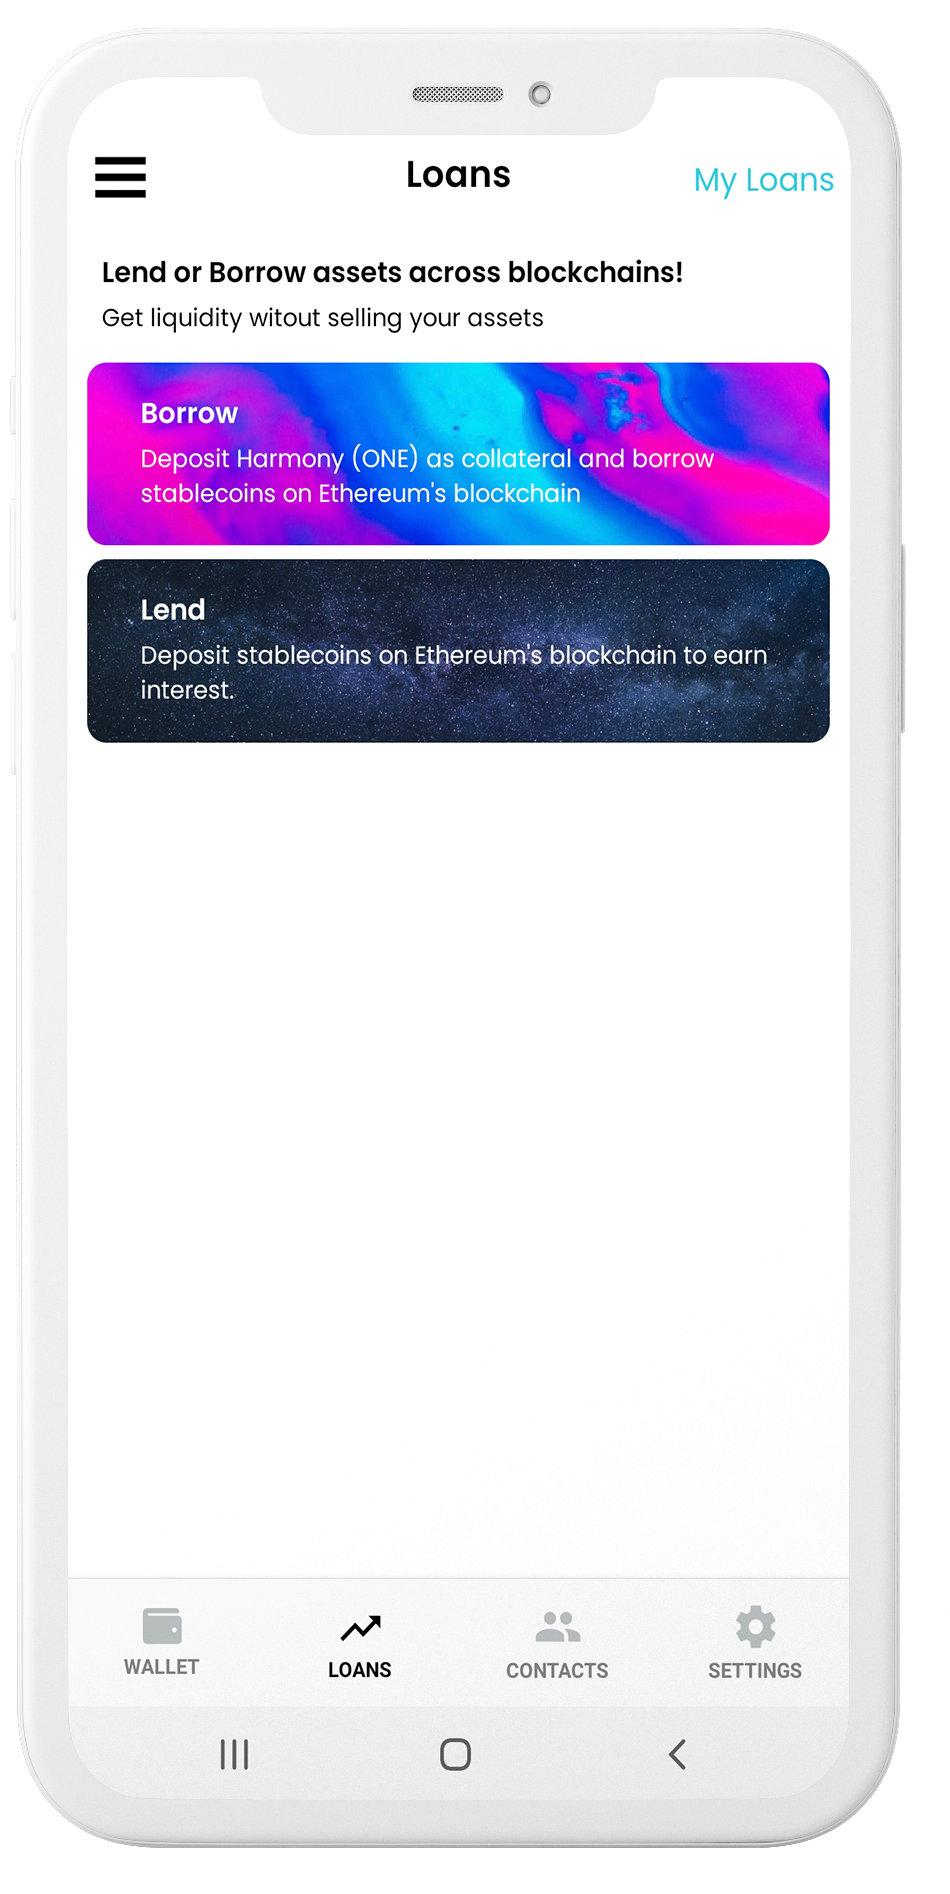 Loans
My Loans
Lend or Borrow assets across blockchains!
Get liquidity witout selling your assets
Borrow
Deposit Harmony (ONE) as collateral and borrow
stablecoins on Ethereum's blockchain
Lend
Deposit stablecoins on Ethereum's blockchain to earn
interest.
WALLET
LOANS
CONTACTS
SETTINGS